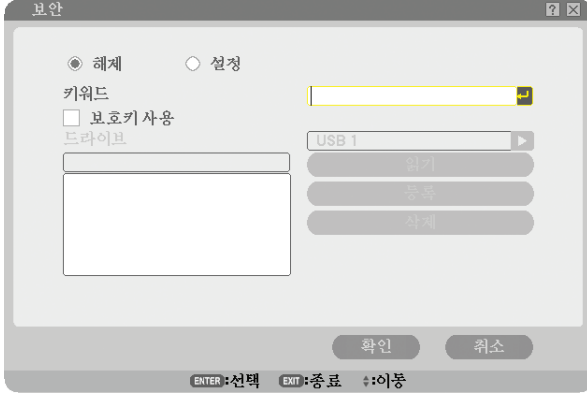 보안
해제 설정
키워드
보호키 사용
드라이브 USB 1
읽기
등록
삭제
확인 취소
ENTER:선택 EXIT:종료 :이동